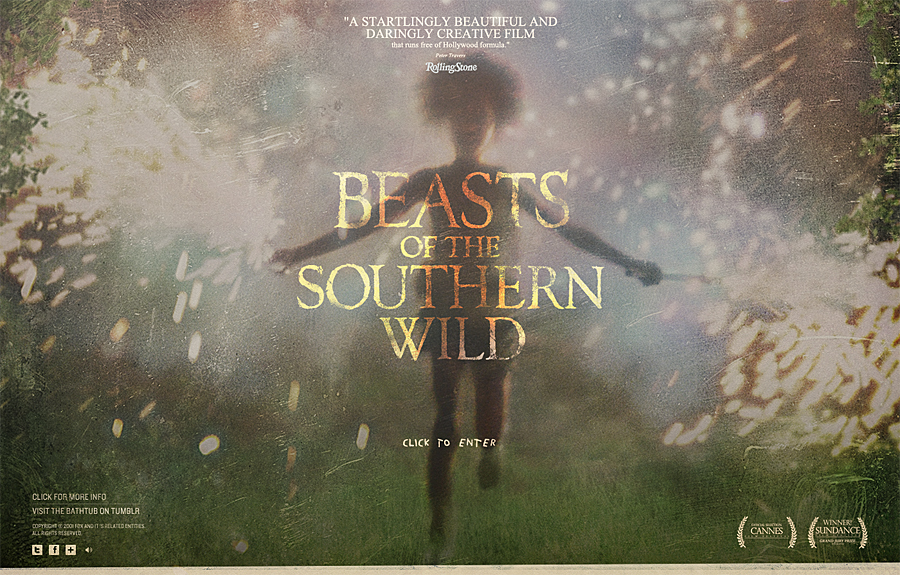 "A STARTLINGLY BEAUTIFUL AND
DARINGLY CREATIVE FILM
that runs free of Hollywood formula."
Peter Travers
RollingStone
BEASTS
OF THE
SOUTHERN
WILD
CLICK TO ENTER
CLICK FOR MORE INFO
VISIT THE BATHTUB ON TUMBLR
ALL RIGHTS RESERVED.
CANNES
WINNER
SUNDANCE
GRAND JURY PRIZE